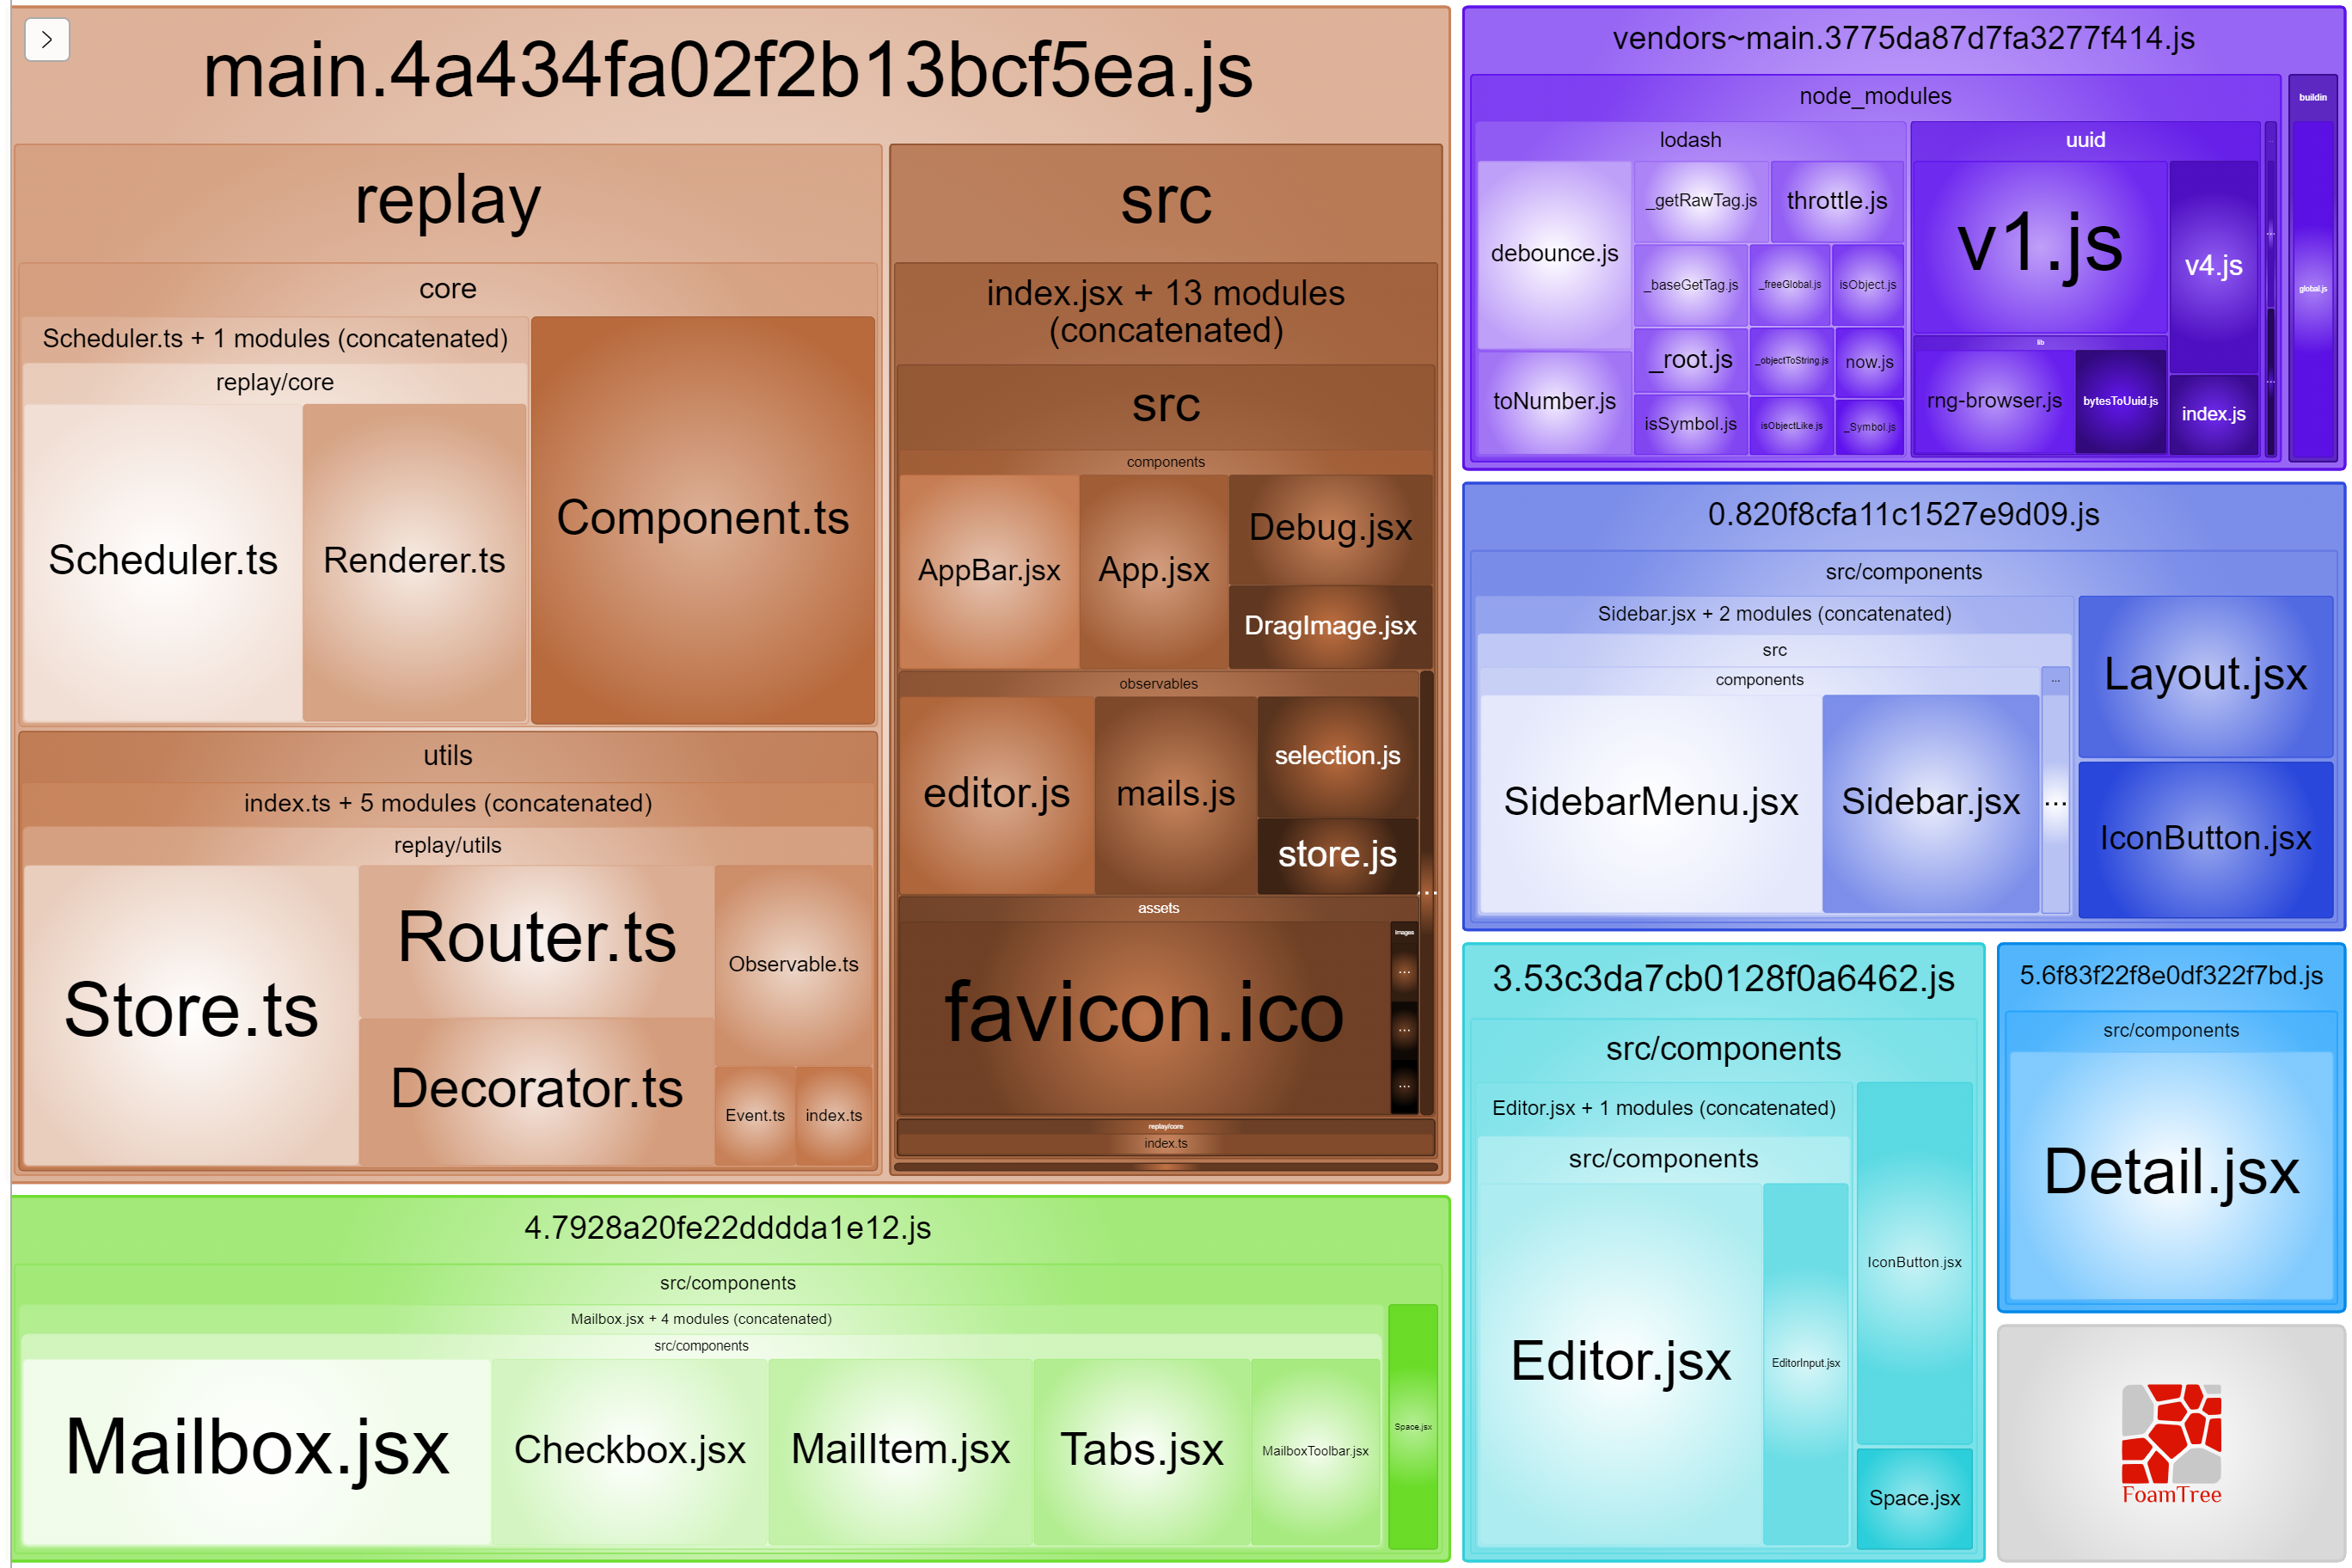 main.4a434fa02f2b13bcf5ea.js
replay
core
Scheduler.ts + 1 modules (concatenated)
replay/core
Scheduler.ts
Renderer.ts
Component.ts
utils
index.ts + 5 modules (concatenated)
replay/utils
Store.ts
Router.ts
Decorator.ts
Observable.ts
Event.ts
index.ts
src
index.jsx + 13 modules
(concatenated)
src
components
AppBar.jsx
App.jsx
Debug.jsx
DragImage.jsx
observables
editor.js
mails.js
selection.js
store.js
...
assets
favicon.ico
images
...
...
...
replay/core
index.ts
4.7928a20fe22dddda1e12.js
src/components
Mailbox.jsx + 4 modules (concatenated)
src/components
Mailbox.jsx
Checkbox.jsx
MailItem.jsx
Tabs.jsx
MailboxToolbar.jsx
Space.jsx
vendors~main.3775da87d7fa3277f414.js
node_modules
lodash
debounce.js
toNumber.js
_getRawTag.js
throttle.js
_baseGetTag.js
_freeGlobal.js
isObject.js
_root.js
_objectToString.js
now.js
isSymbol.js
isObjectLike.js
_Symbol.js
uuid
v1.js
v4.js
lib
rng-browser.js
bytesToUuid.js
index.js
...
...
buildin
global.js
0.820f8cfa11c1527e9d09.js
src/components
Sidebar.jsx + 2 modules (concatenated)
src
components
SidebarMenu.jsx
Sidebar.jsx
...
...
Layout.jsx
IconButton.jsx
3.53c3da7cb0128f0a6462.js
src/components
Editor.jsx + 1 modules (concatenated)
src/components
Editor.jsx
EditorInput.jsx
IconButton.jsx
Space.jsx
5.6f83f22f8e0df322f7bd.js
src/components
Detail.jsx
FoamTree